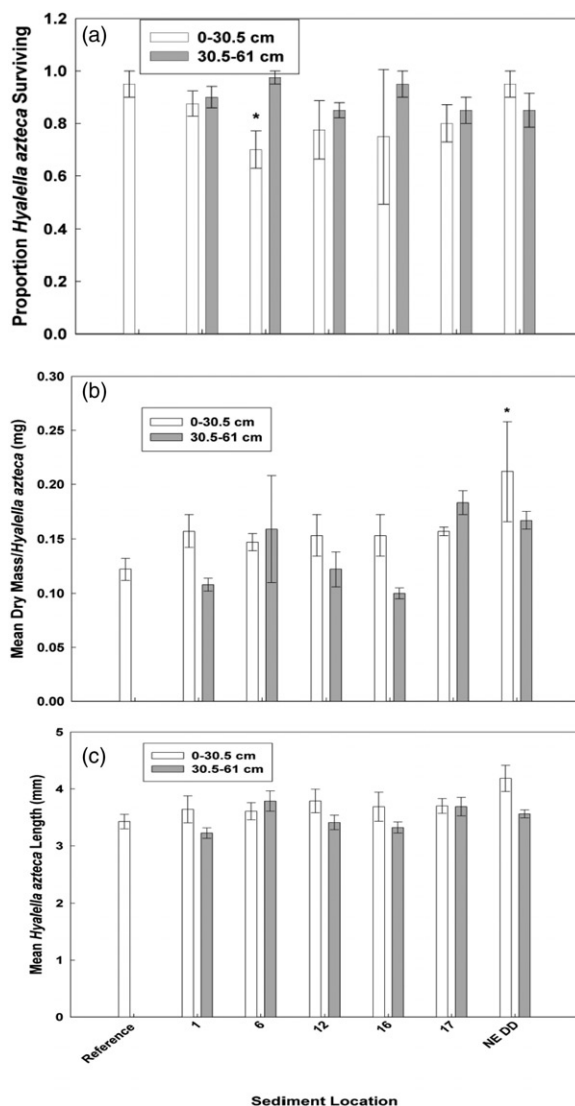 (a)
0-30.5 cm
30.5-61 cm
Proportion Hyalella azteca Surviving
1.2
1.0
0.8
0.6
0.4
0.2
0.0
*
(b)
0-30.5 cm
30.5-61 cm
Mean Dry Mass/Hyalella azteca (mg)
0.30
0.25
0.20
0.15
0.10
0.05
0.00
*
(c)
0-30.5 cm
30.5-61 cm
Mean Hyalella azteca Length (mm)
5
4
3
2
1
0
Reference 1 6 12 16 17 NE DD
Sediment Location